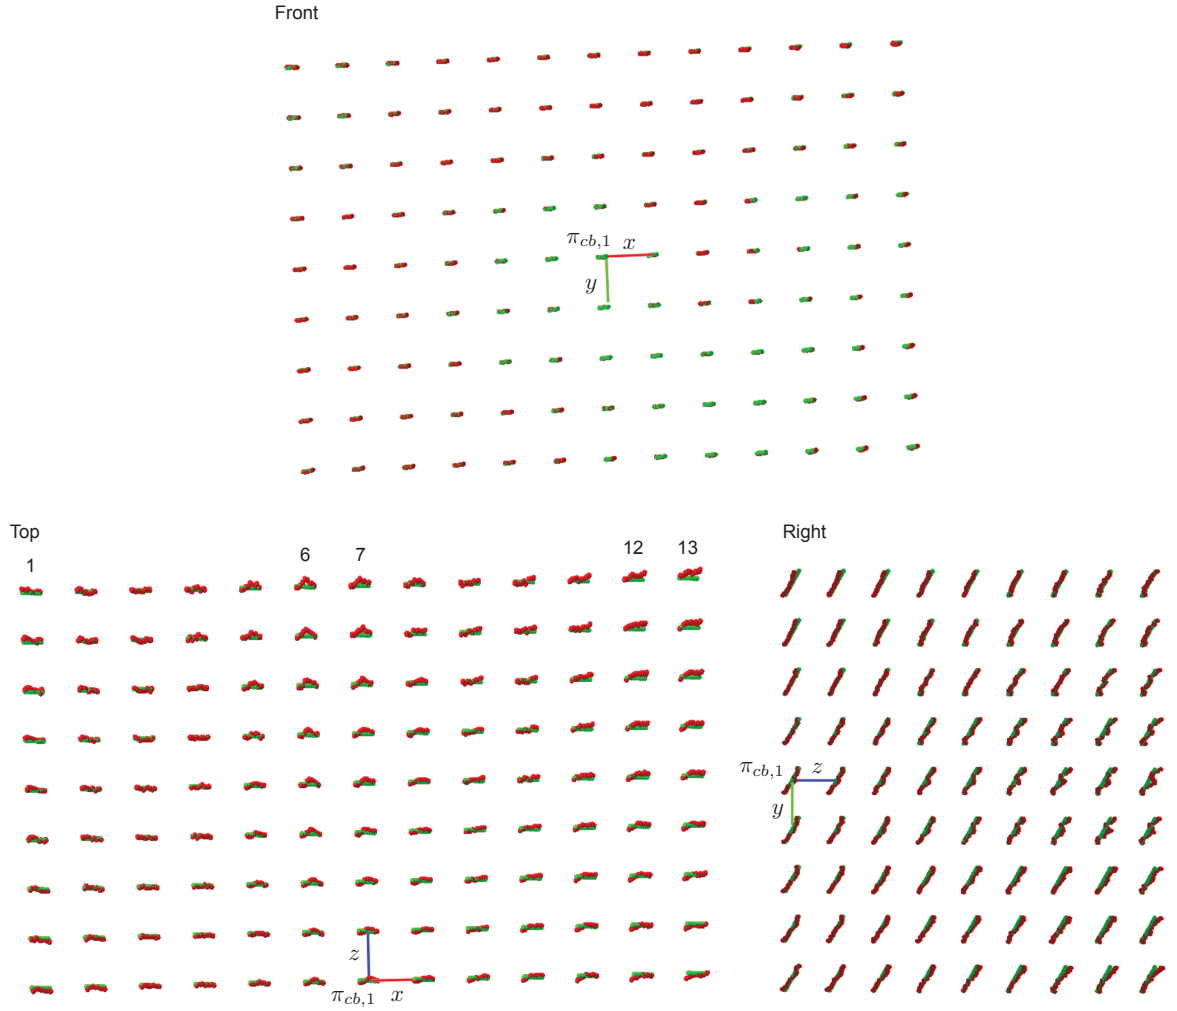 Front
π_{cb,1} x
y
Top
1 6 7 12 13
z
π_{cb,1} x
Right
π_{cb,1} z
y